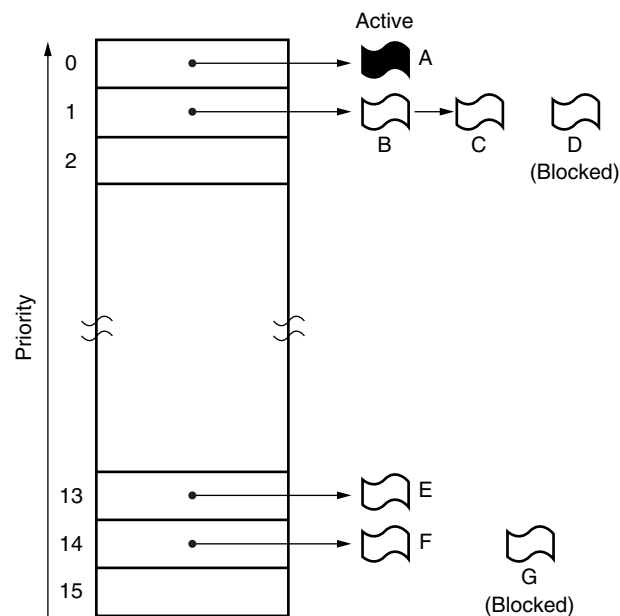 Active
0
A
1
B
C
D
(Blocked)
2
Priority
13
E
14
F
G
(Blocked)
15